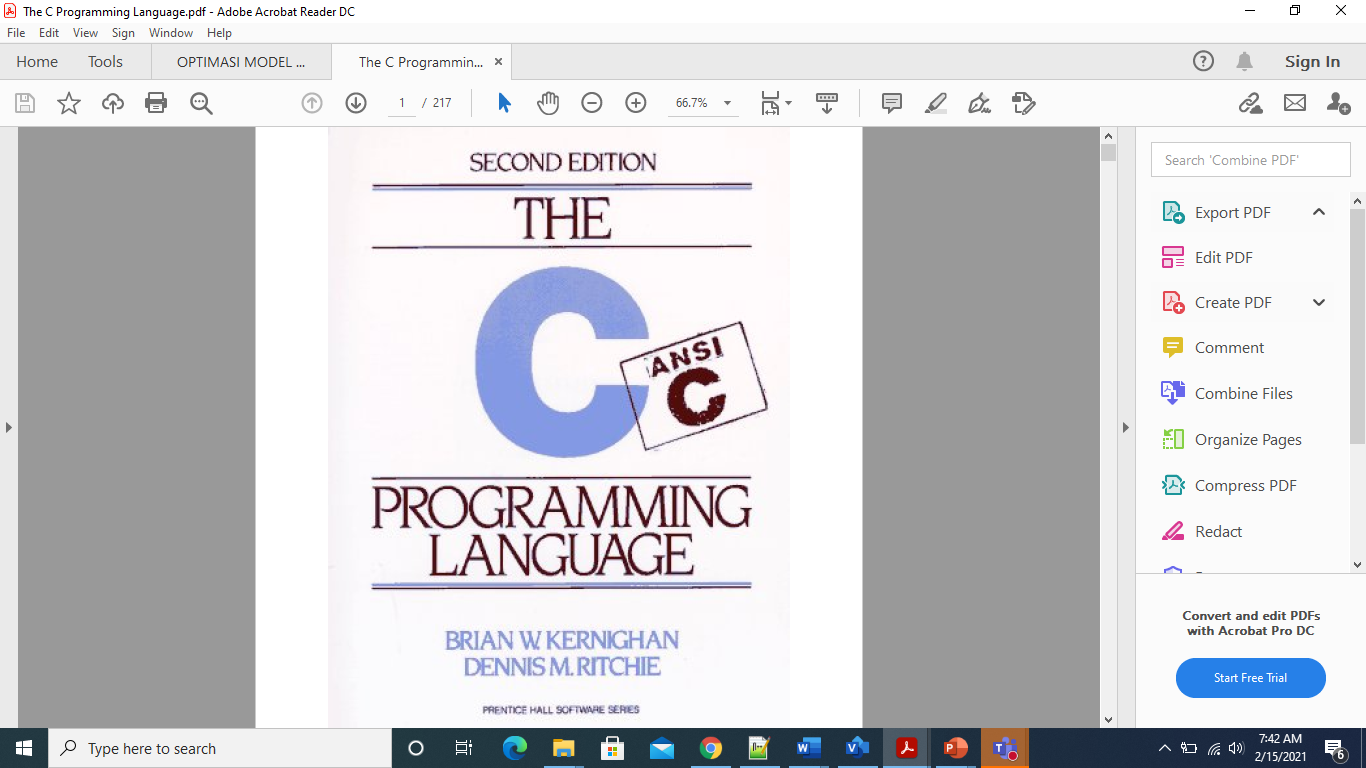 The C Programming Language.pdf - Adobe Acrobat Reader DC
File Edit View Sign Window Help
Home Tools OPTIMASI MODEL ... The C Programmin... × ? Sign In
1 / 217 66.7%
SECOND EDITION
THE
C
ANSI
C
PROGRAMMING
LANGUAGE
BRIAN W. KERNIGHAN
DENNIS M. RITCHIE
PRENTICE HALL SOFTWARE SERIES
Search 'Combine PDF'
Export PDF
Edit PDF
Create PDF
Comment
Combine Files
Organize Pages
Compress PDF
Redact
Convert and edit PDFs
with Acrobat Pro DC
Start Free Trial
Type here to search
7:42 AM
2/15/2021
6